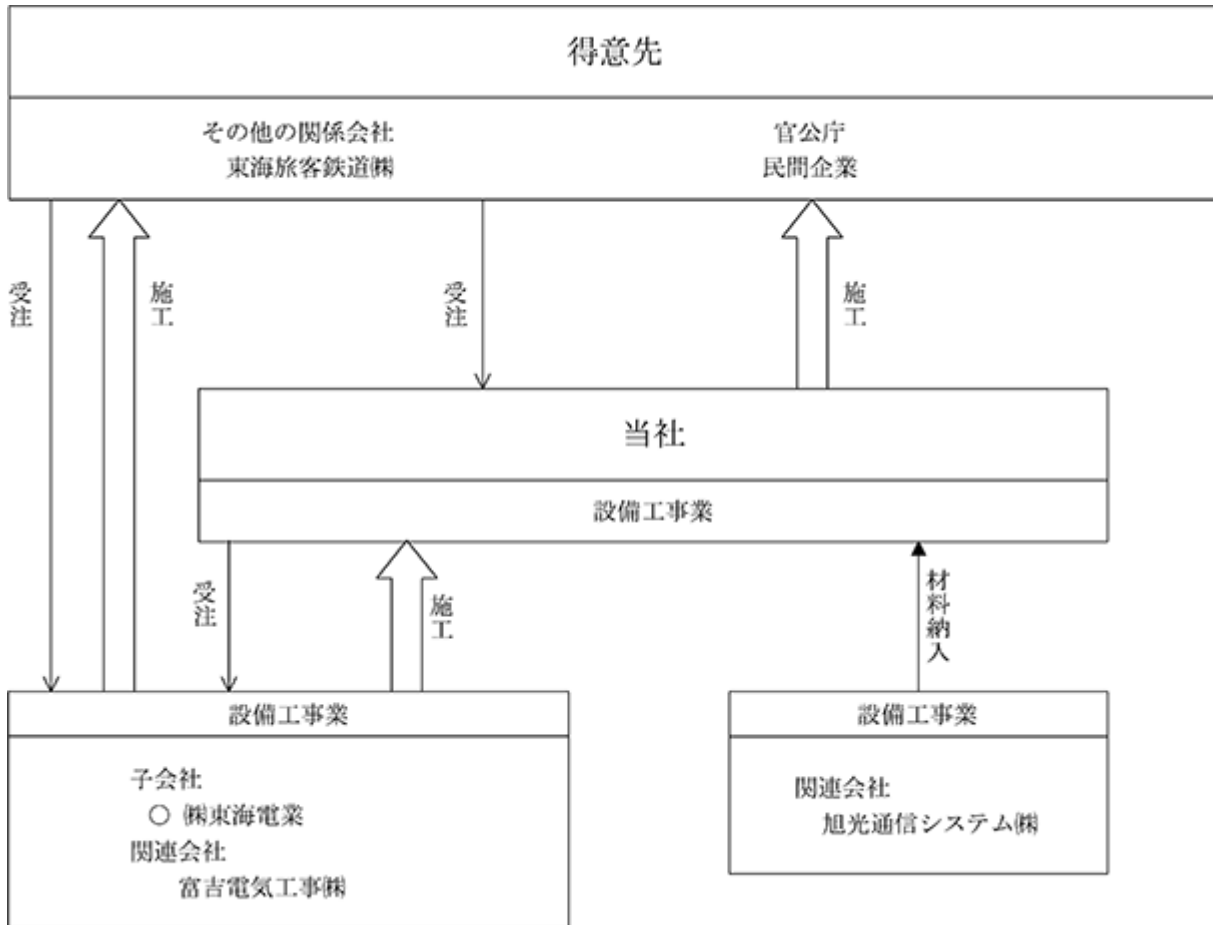 得意先
その他の関係会社
東海旅客鉄道㈱
官公庁
民間企業
受注
施工
受注
施工
当社
設備工事業
受注
施工
材料納入
設備工事業
子会社
○ ㈱東海電業
関連会社
富吉電気工事㈱
設備工事業
関連会社
旭光通信システム㈱